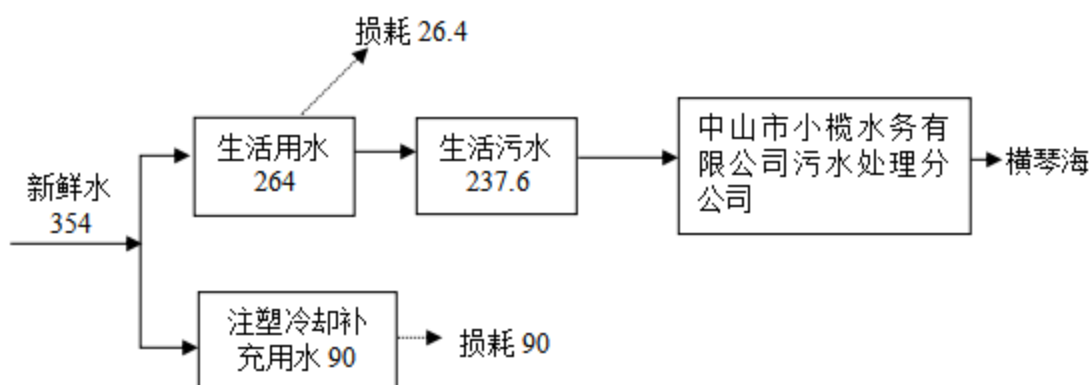 损耗 26.4
生活用水
264
生活污水
237.6
中山市小榄水务有
限公司污水处理分
公司
横琴海
新鲜水
354
注塑冷却补
充用水 90
损耗 90